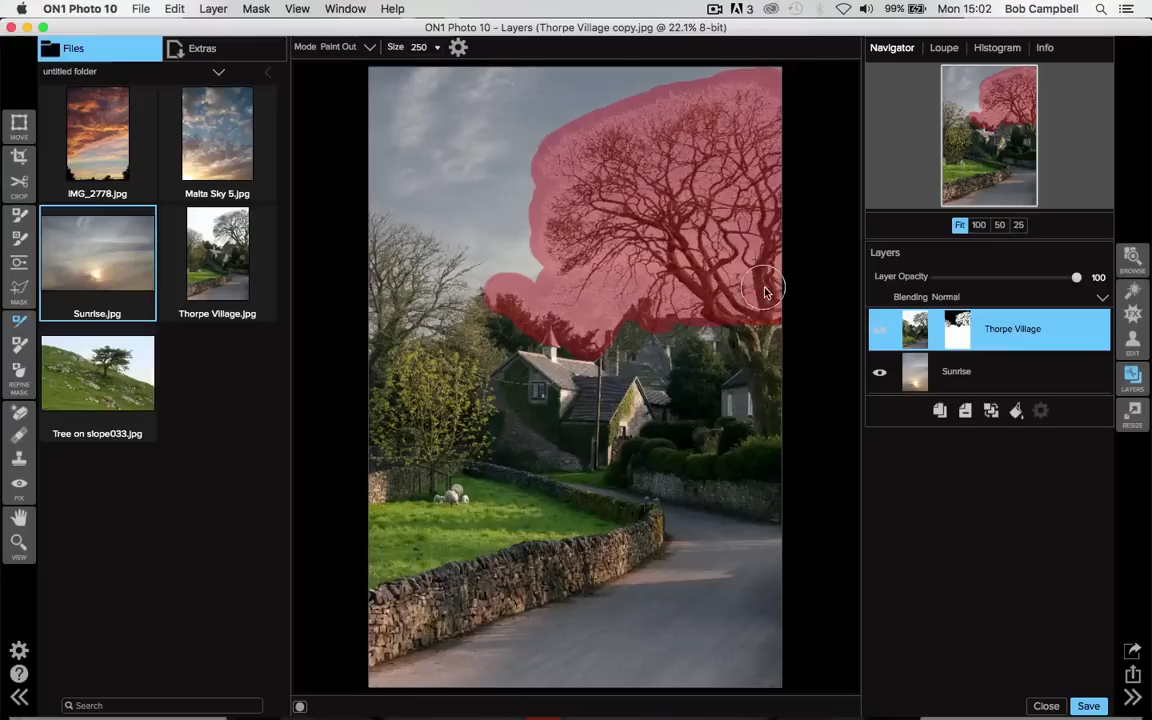 ON1 Photo 10 File Edit Layer Mask View Window Help 3 99% Mon 15:02 Bob Campbell
ON1 Photo 10 - Layers (Thorpe Village copy.jpg @ 22.1% 8-bit)
Files Extras
Mode Paint Out Size 250
Navigator Loupe Histogram Info
untitled folder
IMG_2778.jpg Malta Sky 5.jpg
Sunrise.jpg Thorpe Village.jpg
Tree on slope033.jpg
MOVE
CROP
MASK
REFINE
MASK
FIX
VIEW
Fit 100 50 25
Layers
Layer Opacity 100
Blending Normal
Thorpe Village
Sunrise
BROWSE
EDIT
LAYERS
RESIZE
Search
Close Save